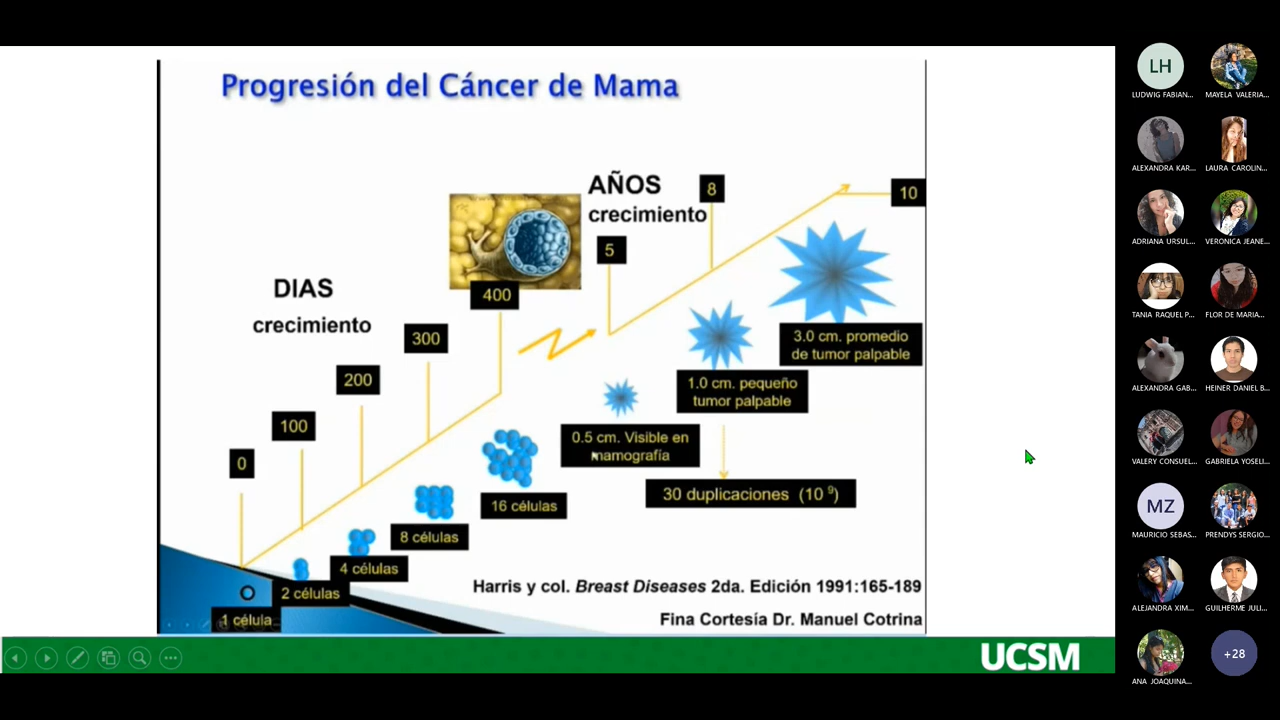 Progresión del Cáncer de Mama
AÑOS
crecimiento
8
10
5
DIAS
crecimiento
400
300
200
100
0
3.0 cm. promedio
de tumor palpable
1.0 cm. pequeño
tumor palpable
0.5 cm. Visible en
mamografía
30 duplicaciones (10 9)
16 células
8 células
4 células
2 células
1 célula
Harris y col. Breast Diseases 2da. Edición 1991:165-189
Fina Cortesía Dr. Manuel Cotrina
UCSM
LH
LUDWIG FABIAN...
MAYELA VALERIA...
ALEXANDRA KAR...
LAURA CAROLIN...
ADRIANA URSUL...
VERONICA JEANE...
TANIA RAQUEL P...
FLOR DE MARIA...
ALEXANDRA GAB...
HEINER DANIEL B...
VALERY CONSUEL...
GABRIELA YOSELI...
MZ
MAURICIO SEBAS...
PRENDYS SERGIO...
ALEJANDRA XIM...
GUILHERME JULI...
ANA JOAQUINA...
+28